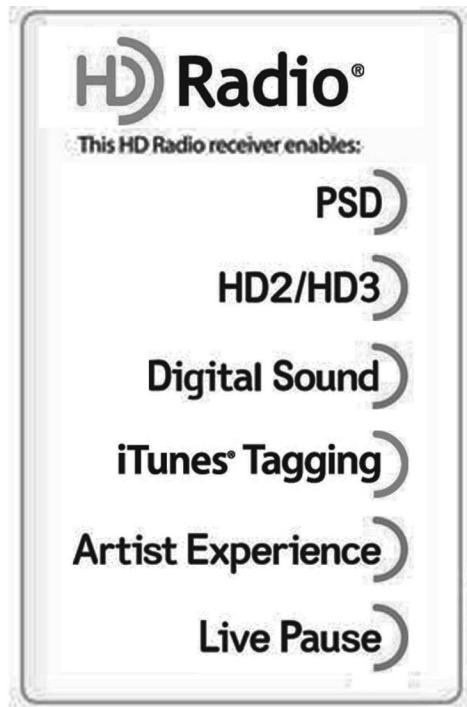 HD Radio®
This HD Radio receiver enables:
PSD
HD2/HD3
Digital Sound
iTunes® Tagging
Artist Experience
Live Pause